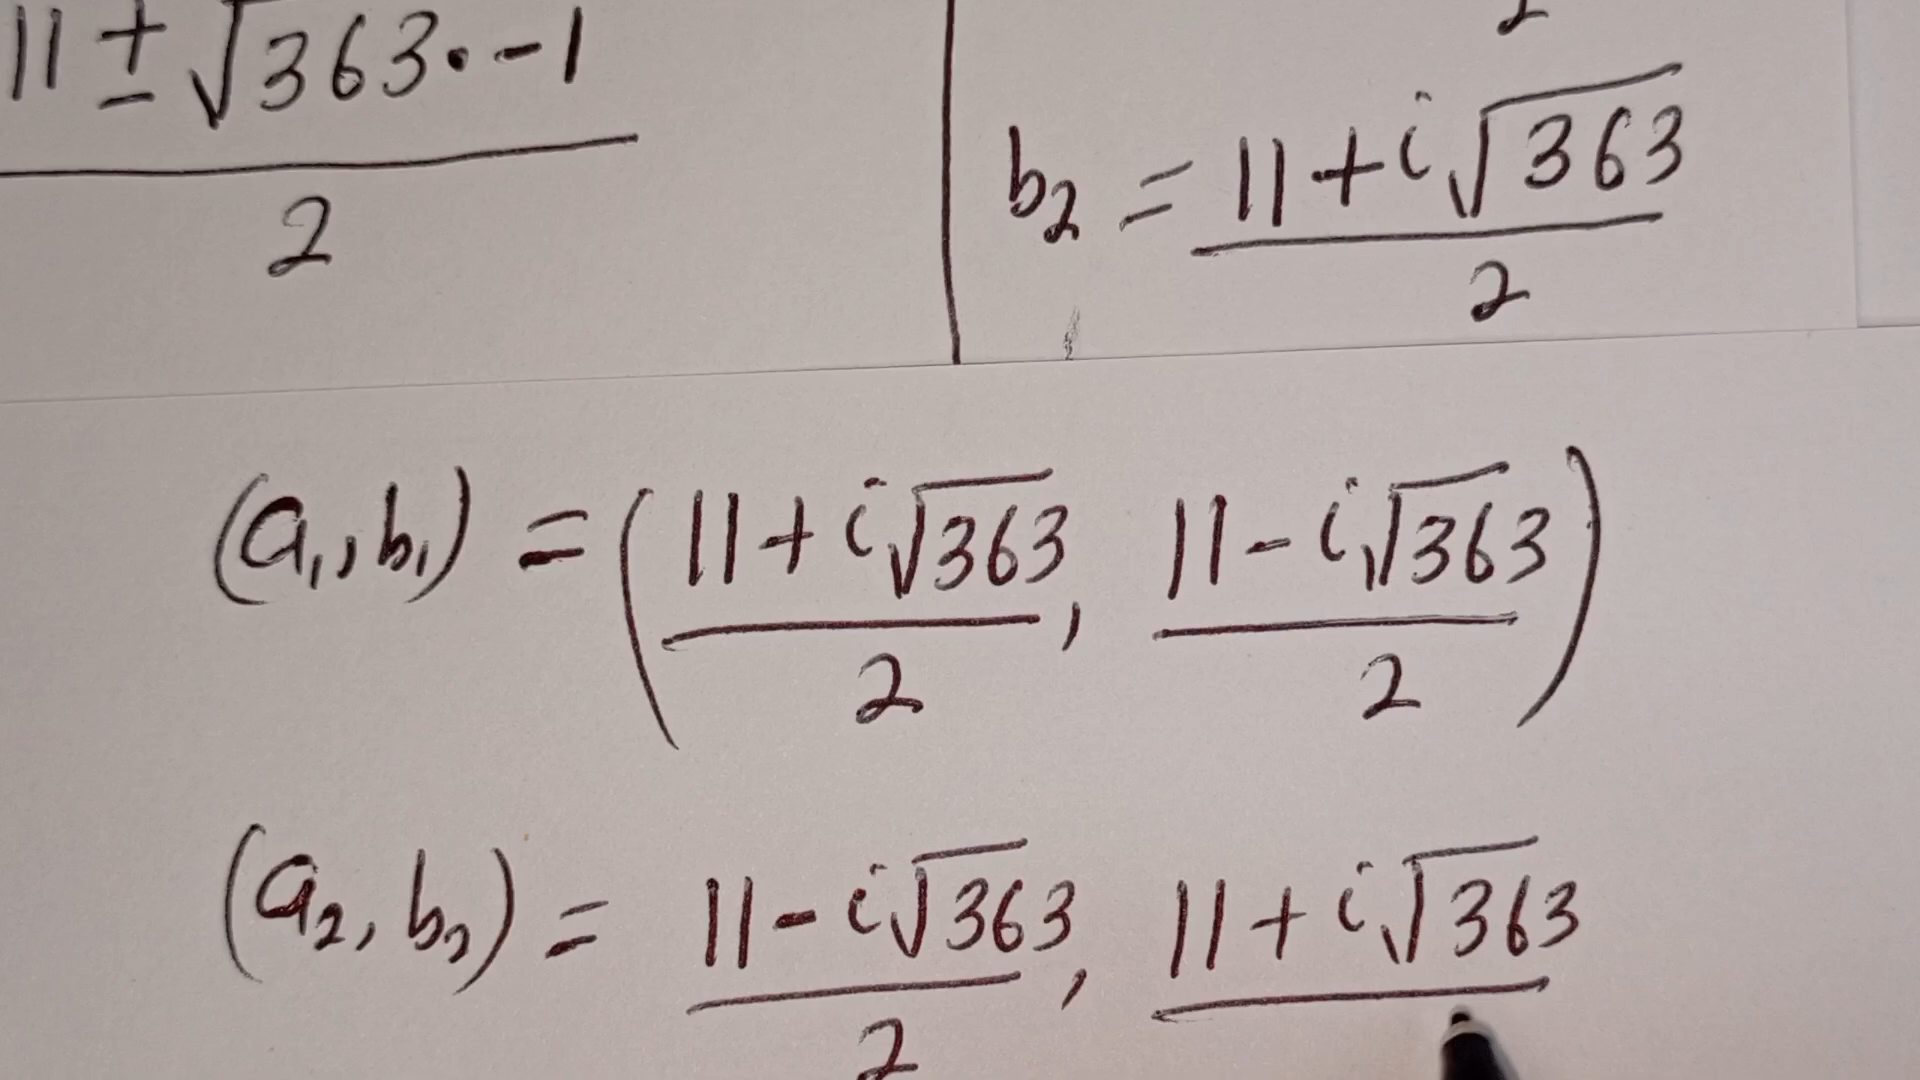 11 ± √363·-1
2
2
b₂ = 11 + i√363
2
(a₁, b₁) = (11 + i√363, 11 - i√363)
2 2
(a₂, b₂) = 11 - i√363, 11 + i√363
2